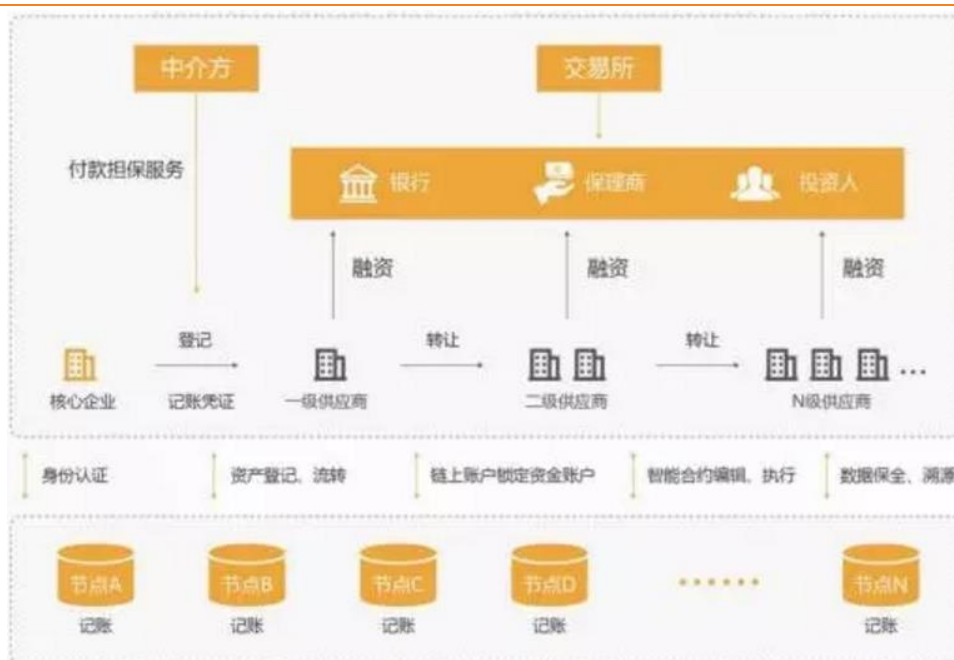 中介方
交易所
付款担保服务
银行
保理商
投资人
融资
融资
融资
登记
转让
转让
核心企业
记账凭证
一级供应商
二级供应商
N级供应商
...
身份认证
资产登记、流转
链上账户锁定资金账户
智能合约编辑、执行
数据保全、溯源
节点A
节点B
节点C
节点D
......
节点N
记账
记账
记账
记账
记账